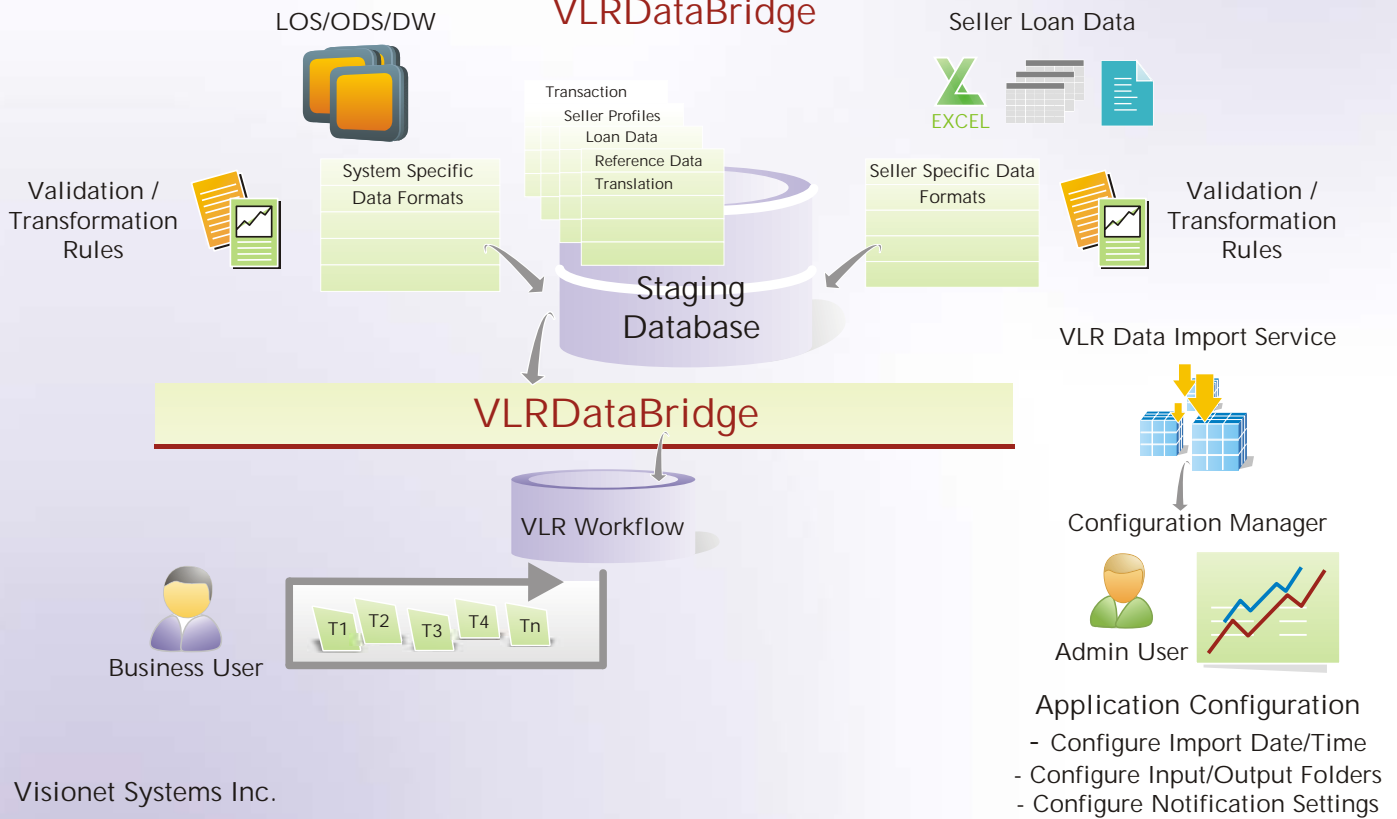 VLRDataBridge
LOS/ODS/DW
Seller Loan Data
EXCEL
Transaction
Seller Profiles
Loan Data
Reference Data
Translation
Validation /
Transformation
Rules
System Specific
Data Formats
Seller Specific Data
Formats
Validation /
Transformation
Rules
Staging
Database
VLR Data Import Service
VLRDataBridge
VLR Workflow
Configuration Manager
Business User
T1
T2
T3
T4
Tn
Admin User
Application Configuration
- Configure Import Date/Time
- Configure Input/Output Folders
- Configure Notification Settings
Visionet Systems Inc.